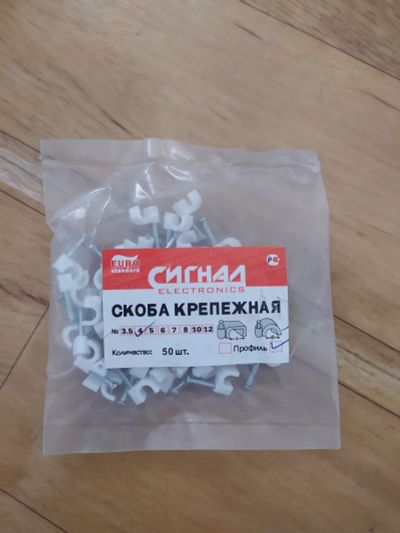 EURO
standard
СИГНАЛ
ELECTRONICS
СКОБА КРЕПЕЖНАЯ
№ 3.5 4 5 6 7 8 10 12
Количество: 50 шт.
Профиль